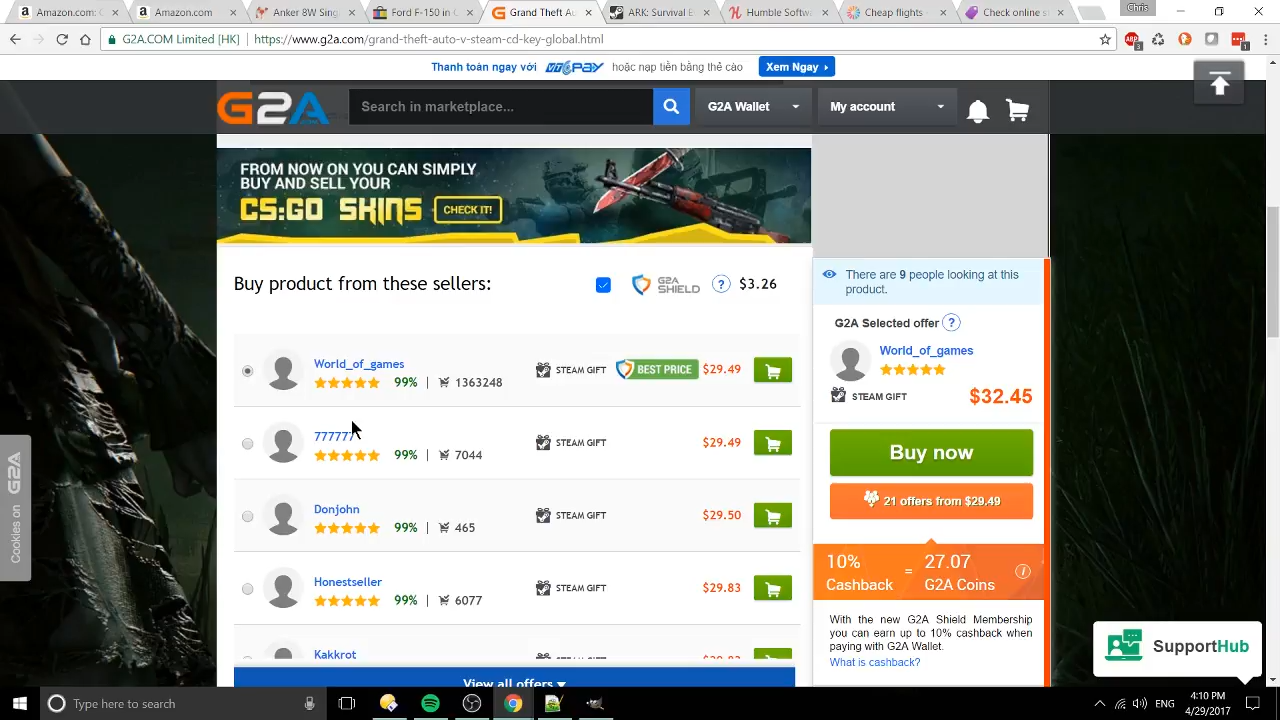 Amazon.com: C
Amazon.com
Anker 8W Sing
Ford F-150 in C
Grand Theft Au
ARK: Survival E
Humble Softw
Cheap flights
Check online s
Chris
G2A.COM Limited [HK]
https://www.g2a.com/grand-theft-auto-v-steam-cd-key-global.html
Thanh toán ngay với VTCPAY hoặc nạp tiền bằng thẻ cào
Xem Ngay
G2A
Search in marketplace...
G2A Wallet
My account
FROM NOW ON YOU CAN SIMPLY
BUY AND SELL YOUR
CS:GO SKINS
CHECK IT!
Buy product from these sellers:
G2A SHIELD ? $3.26
World_of_games
99% | 1363248
STEAM GIFT
BEST PRICE
$29.49
777777
99% | 7044
STEAM GIFT
$29.49
Donjohn
99% | 465
STEAM GIFT
$29.50
Honestseller
99% | 6077
STEAM GIFT
$29.83
Kakkrot
View all offers
There are 9 people looking at this
product.
G2A Selected offer ?
World_of_games
STEAM GIFT
$32.45
Buy now
21 offers from $29.49
10%
Cashback
=
27.07
G2A Coins
i
With the new G2A Shield Membership
you can earn up to 10% cashback when
paying with G2A Wallet.
What is cashback?
Cookies on G2A
SupportHub
Type here to search
ENG
4:10 PM
4/29/2017